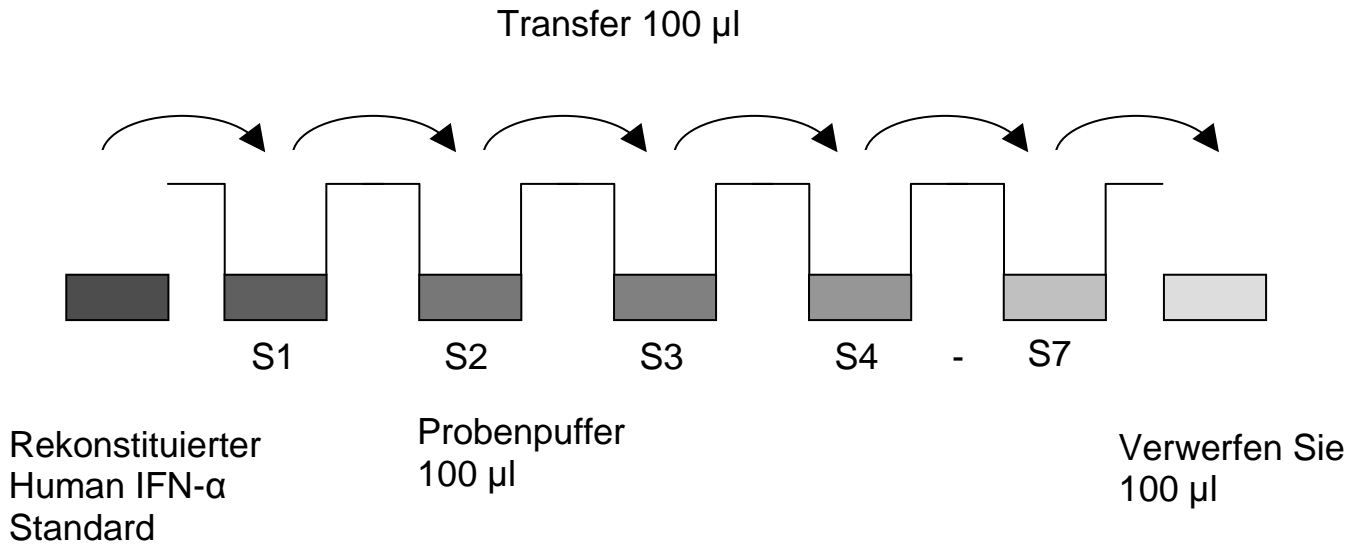 Transfer 100 µl
S1 S2 S3 S4 - S7
Rekonstituierter
Human IFN-α
Standard
Probenpuffer
100 µl
Verwerfen Sie
100 µl